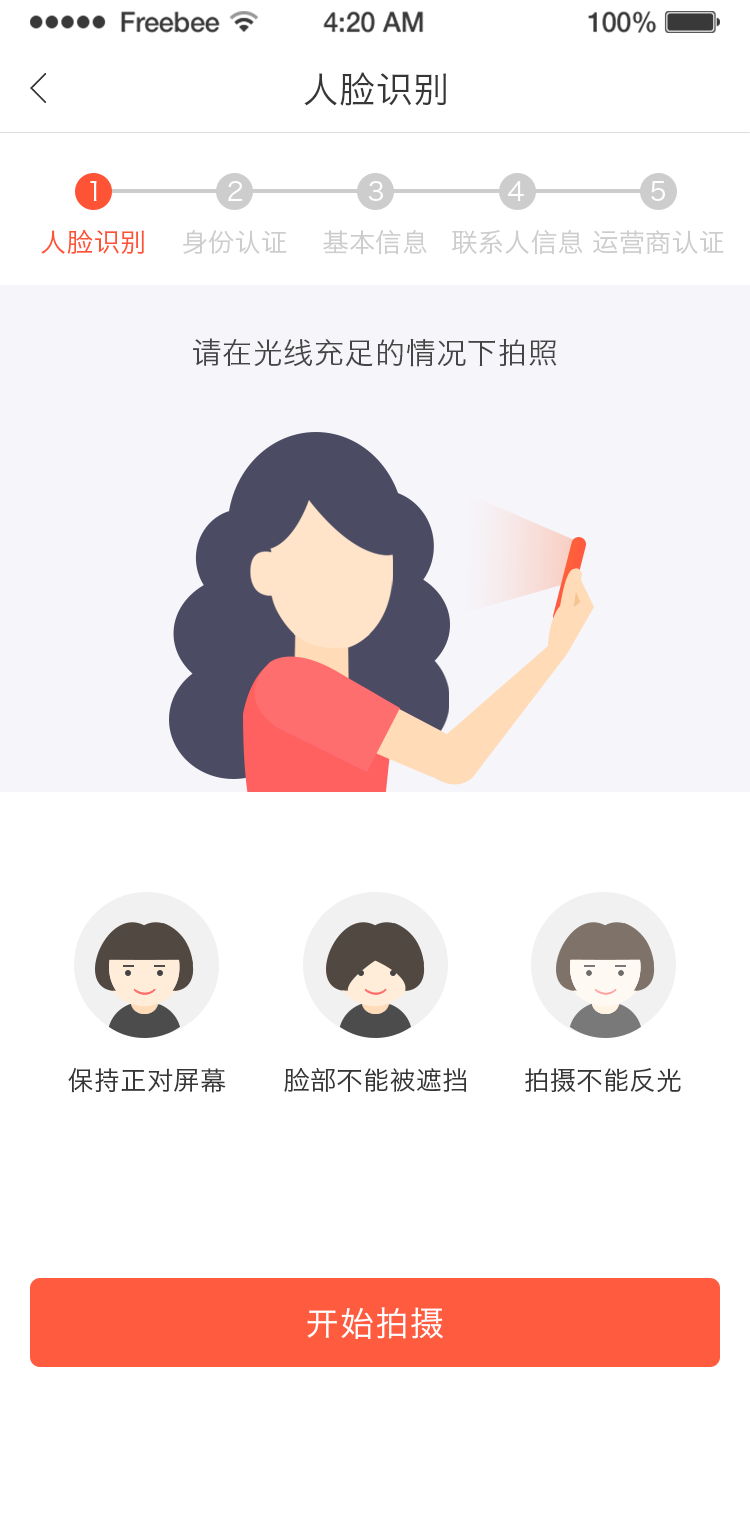 Freebee 4:20 AM 100%
人脸识别
1 2 3 4 5
人脸识别 身份认证 基本信息 联系人信息 运营商认证
请在光线充足的情况下拍照
保持正对屏幕 脸部不能被遮挡 拍摄不能反光
开始拍摄